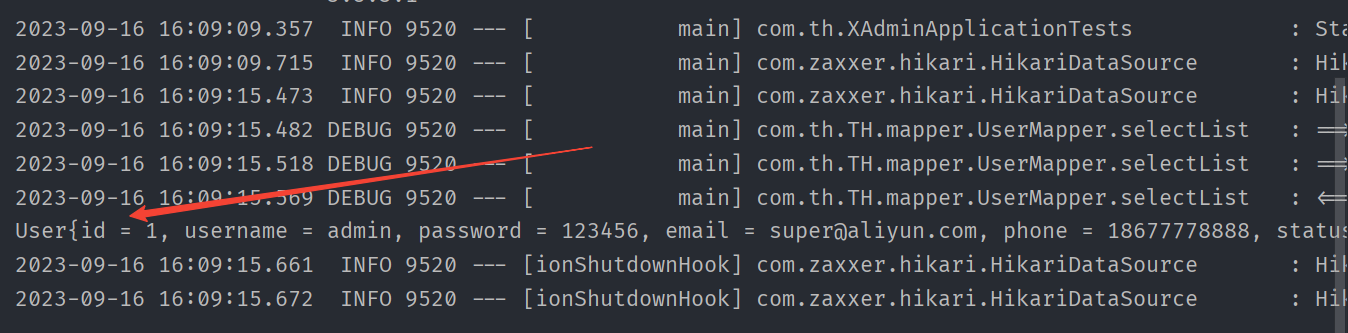 2023-09-16 16:09:09.357  INFO 9520 --- [           main] com.th.XAdminApplicationTests            : Sta
2023-09-16 16:09:09.715  INFO 9520 --- [           main] com.zaxxer.hikari.HikariDataSource       : Hik
2023-09-16 16:09:15.473  INFO 9520 --- [           main] com.zaxxer.hikari.HikariDataSource       : Hik
2023-09-16 16:09:15.482 DEBUG 9520 --- [           main] com.th.TH.mapper.UserMapper.selectList   : ==>
2023-09-16 16:09:15.518 DEBUG 9520 --- [           main] com.th.TH.mapper.UserMapper.selectList   : ==>
2023-09-16 16:09:15.569 DEBUG 9520 --- [           main] com.th.TH.mapper.UserMapper.selectList   : <==
User{id = 1, username = admin, password = 123456, email = super@aliyun.com, phone = 18677778888, status
2023-09-16 16:09:15.661  INFO 9520 --- [ionShutdownHook] com.zaxxer.hikari.HikariDataSource       : Hik
2023-09-16 16:09:15.672  INFO 9520 --- [ionShutdownHook] com.zaxxer.hikari.HikariDataSource       : Hik